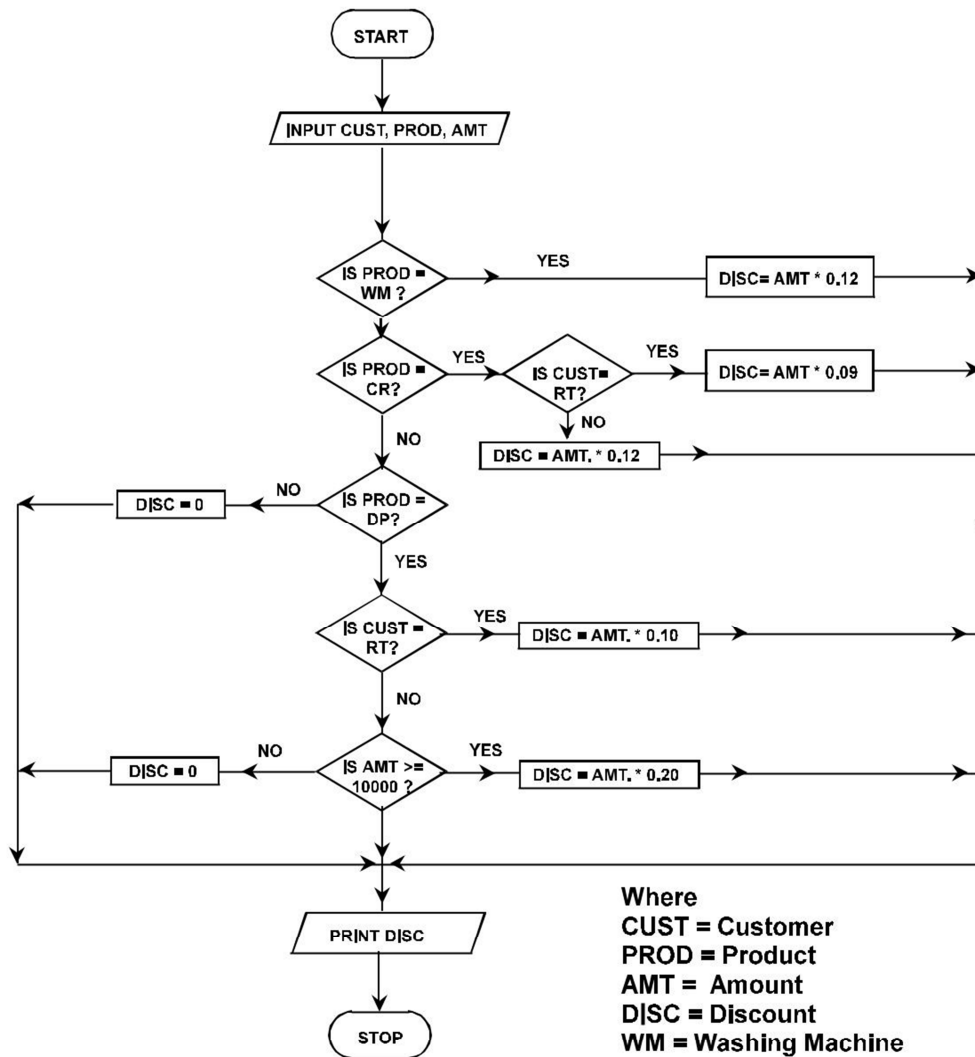 START
INPUT CUST, PROD, AMT
IS PROD =
WM ?
YES
DISC= AMT * 0.12
IS PROD =
CR?
YES
IS CUST=
RT?
YES
DISC= AMT * 0.09
NO
NO
DISC = AMT. * 0.12
IS PROD =
DP?
NO
DISC = 0
YES
IS CUST =
RT?
YES
DISC = AMT. * 0.10
NO
IS AMT >=
10000 ?
NO
DISC = 0
YES
DISC = AMT. * 0.20
PRINT DISC
STOP
Where
CUST = Customer
PROD = Product
AMT = Amount
DISC = Discount
WM = Washing Machine